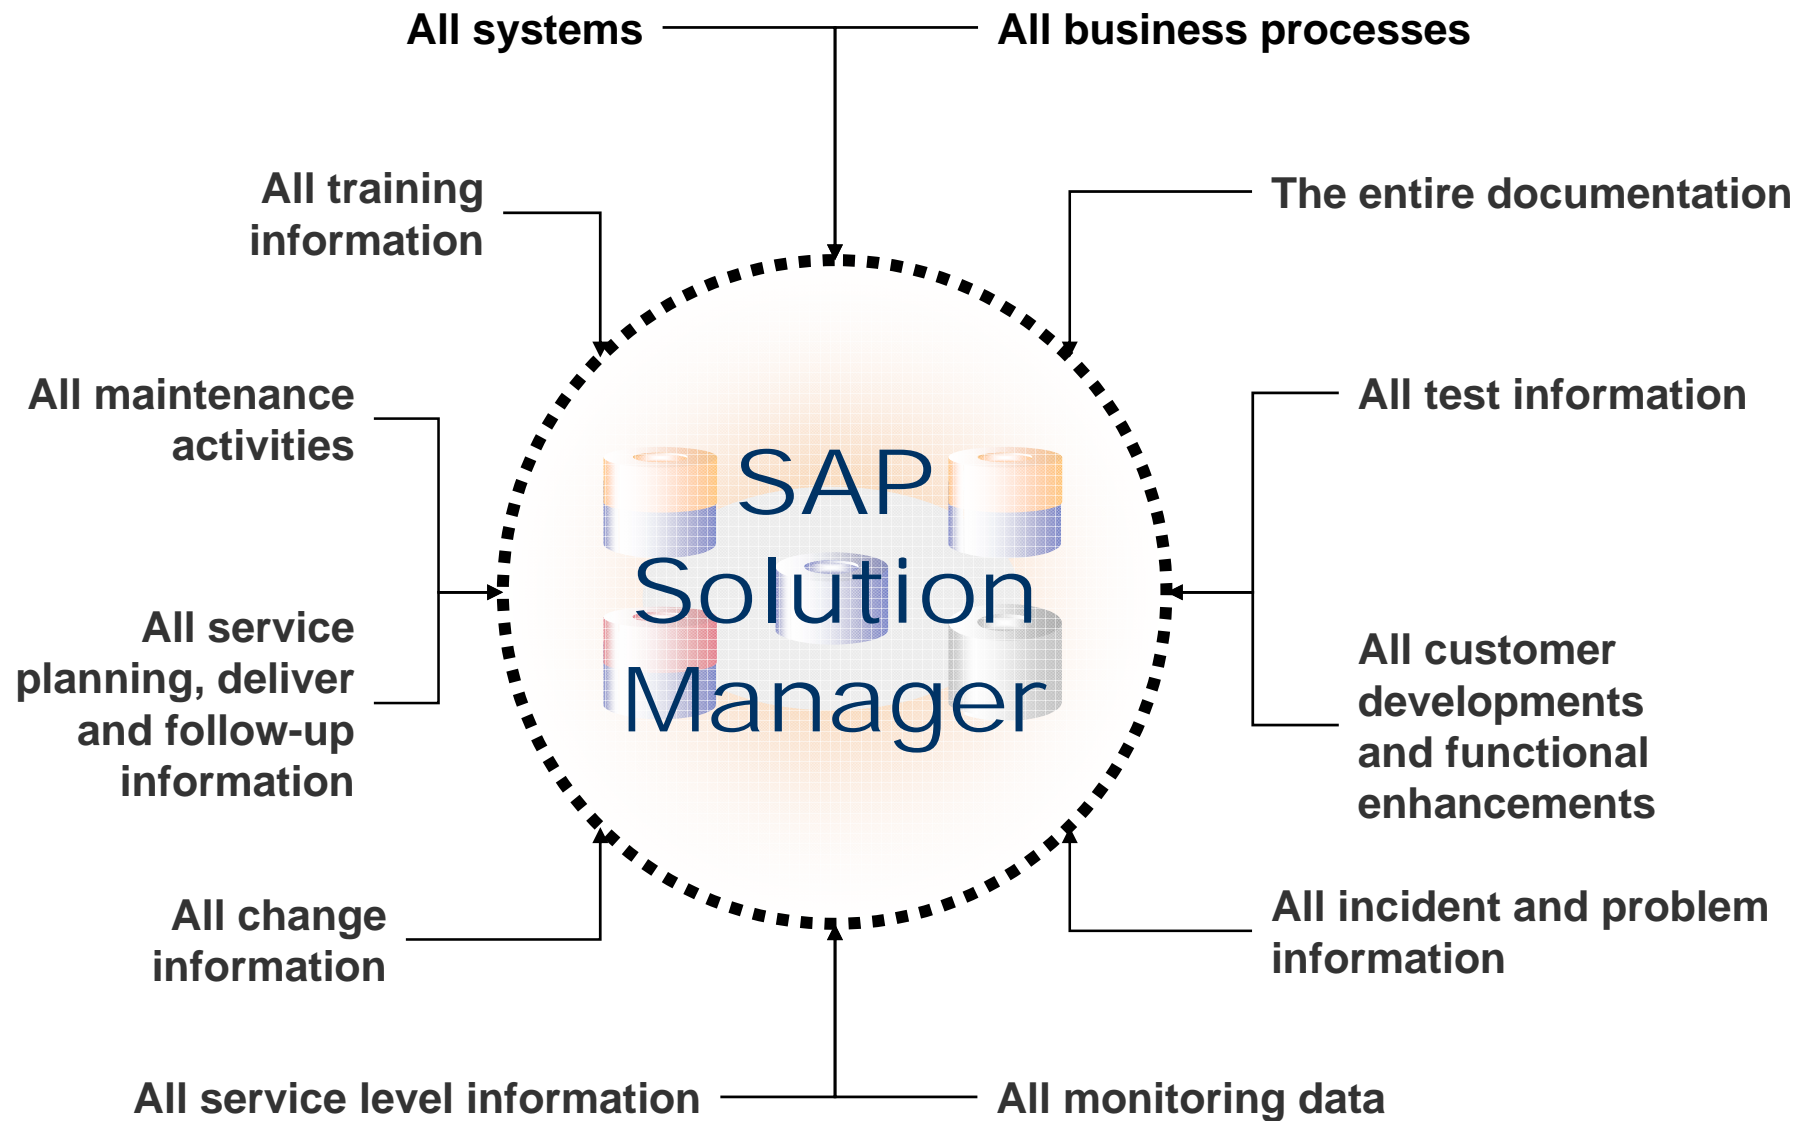 All systems
All business processes
All training
information
The entire documentation
All maintenance
activities
All test information
SAP
Solution
Manager
All service
planning, deliver
and follow-up
information
All customer
developments
and functional
enhancements
All change
information
All incident and problem
information
All service level information
All monitoring data